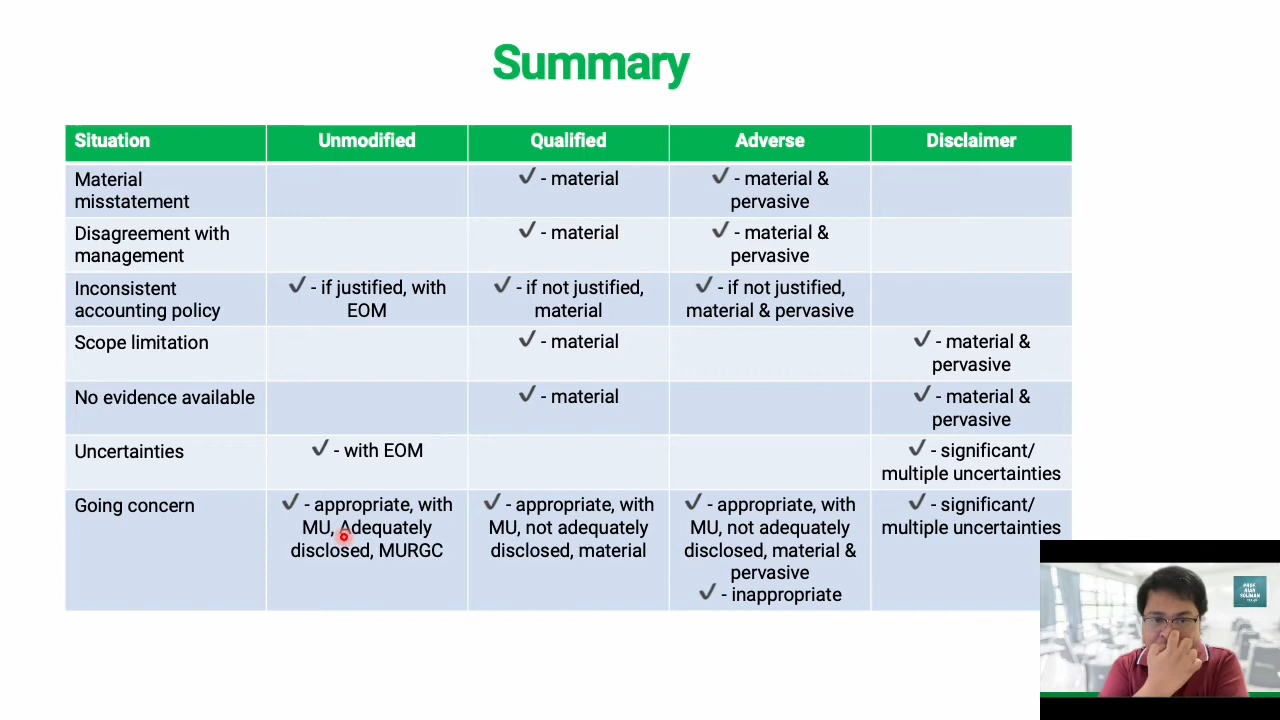 Summary
Situation Unmodified Qualified Adverse Disclaimer
Material misstatement ✓ - material ✓ - material & pervasive
Disagreement with management ✓ - material ✓ - material & pervasive
Inconsistent accounting policy ✓ - if justified, with EOM ✓ - if not justified, material ✓ - if not justified, material & pervasive
Scope limitation ✓ - material ✓ - material & pervasive
No evidence available ✓ - material ✓ - material & pervasive
Uncertainties ✓ - with EOM ✓ - significant/ multiple uncertainties
Going concern ✓ - appropriate, with MU, Adequately disclosed, MURGC ✓ - appropriate, with MU, not adequately disclosed, material ✓ - appropriate, with MU, not adequately disclosed, material & pervasive ✓ - inappropriate ✓ - significant/ multiple uncertainties
PROF.